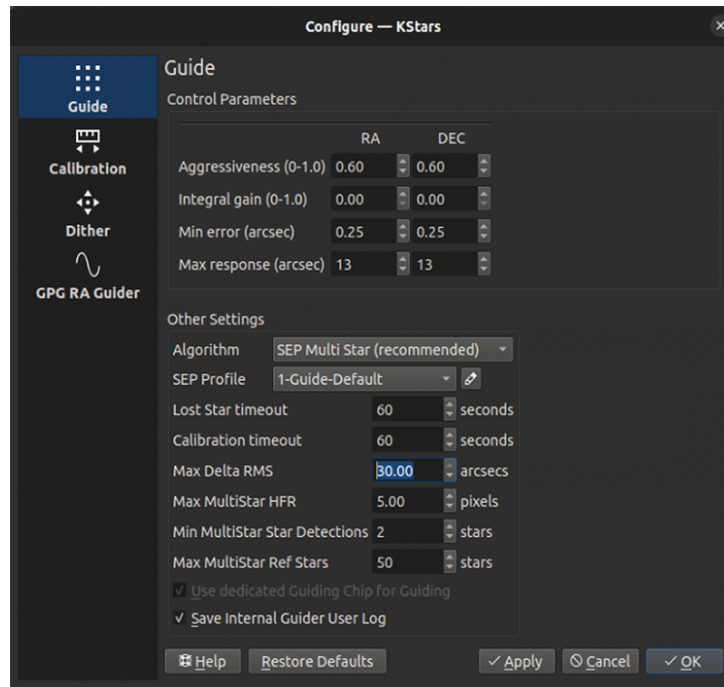 Configure — KStars
Guide
Calibration
Dither
GPG RA Guider
Guide
Control Parameters
RA DEC
Aggressiveness (0-1.0) 0.60 0.60
Integral gain (0-1.0) 0.00 0.00
Min error (arcsec) 0.25 0.25
Max response (arcsec) 13 13
Other Settings
Algorithm SEP Multi Star (recommended)
SEP Profile 1-Guide-Default
Lost Star timeout 60 seconds
Calibration timeout 60 seconds
Max Delta RMS 30.00 arcsecs
Max MultiStar HFR 5.00 pixels
Min MultiStar Star Detections 2 stars
Max MultiStar Ref Stars 50 stars
Use dedicated Guiding Chip for Guiding
Save Internal Guider User Log
Help Restore Defaults Apply Cancel OK